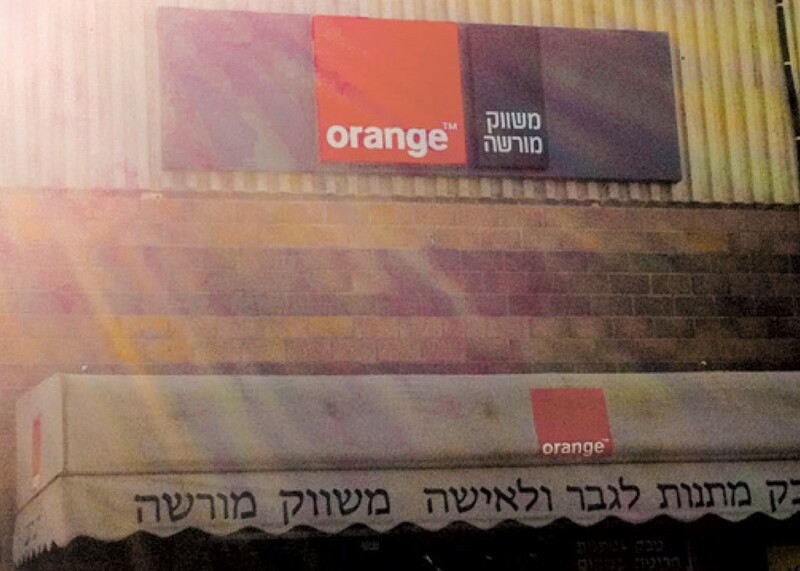 orange™
משווק
מורשה
orange™
מתנות לגבר ולאישה משווק מורשה